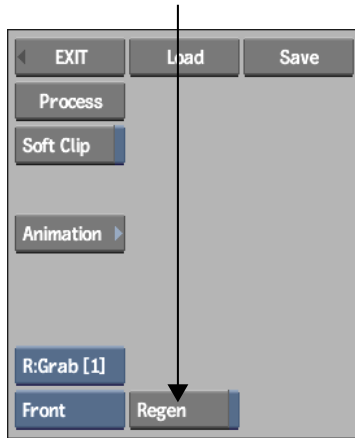 EXIT Load Save
Process
Soft Clip
Animation
R:Grab [1]
Front Regen